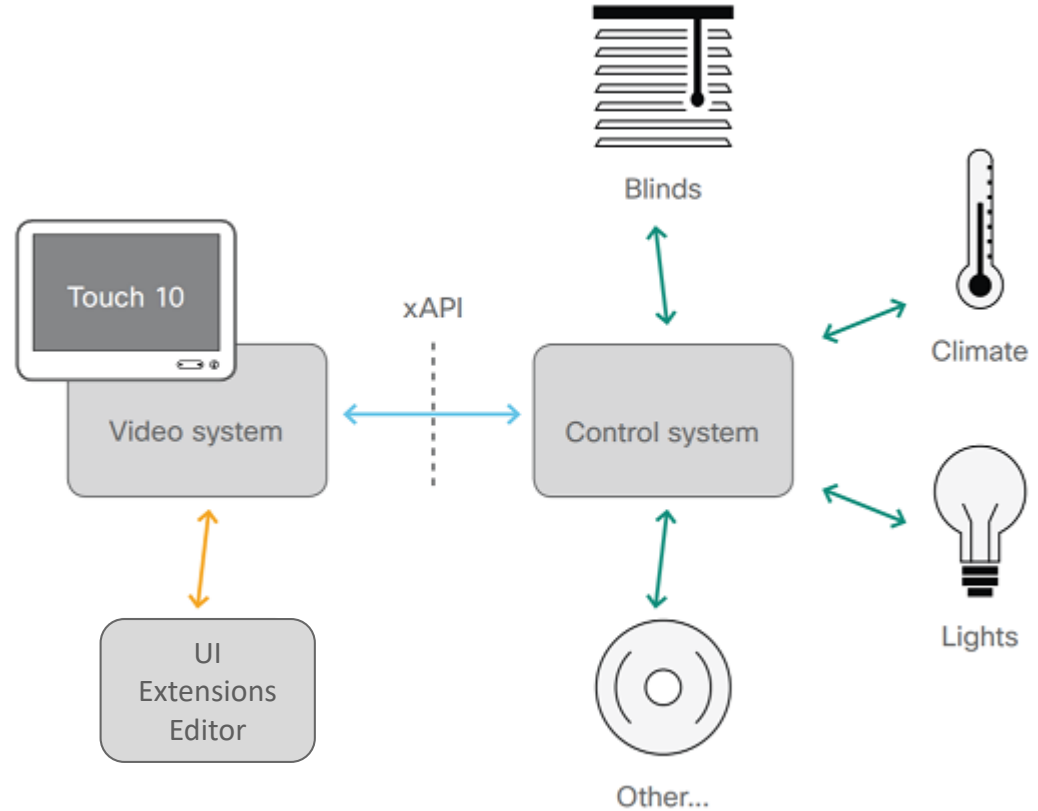 Blinds
Touch 10
xAPI
Climate
Video system
Control system
UI
Extensions
Editor
Lights
Other...